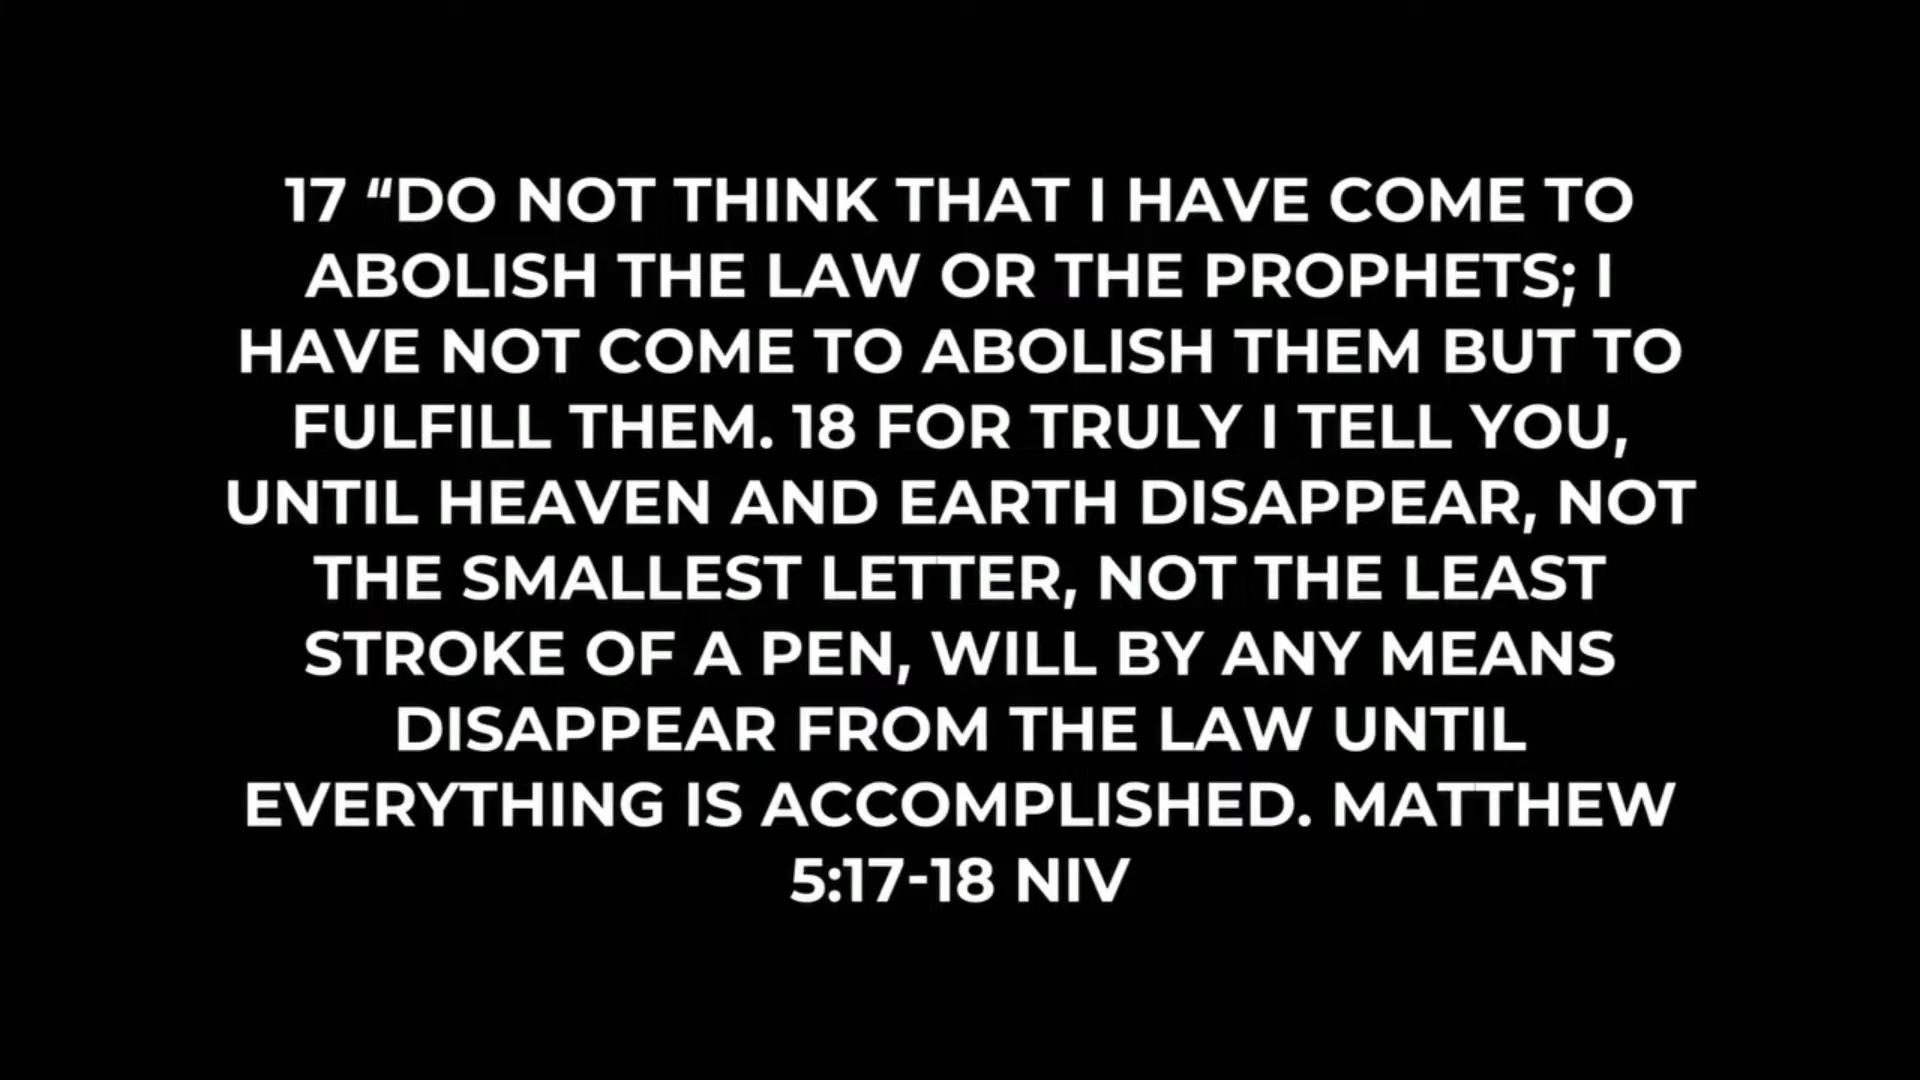 17 “DO NOT THINK THAT I HAVE COME TO
ABOLISH THE LAW OR THE PROPHETS; I
HAVE NOT COME TO ABOLISH THEM BUT TO
FULFILL THEM. 18 FOR TRULY I TELL YOU,
UNTIL HEAVEN AND EARTH DISAPPEAR, NOT
THE SMALLEST LETTER, NOT THE LEAST
STROKE OF A PEN, WILL BY ANY MEANS
DISAPPEAR FROM THE LAW UNTIL
EVERYTHING IS ACCOMPLISHED. MATTHEW
5:17-18 NIV